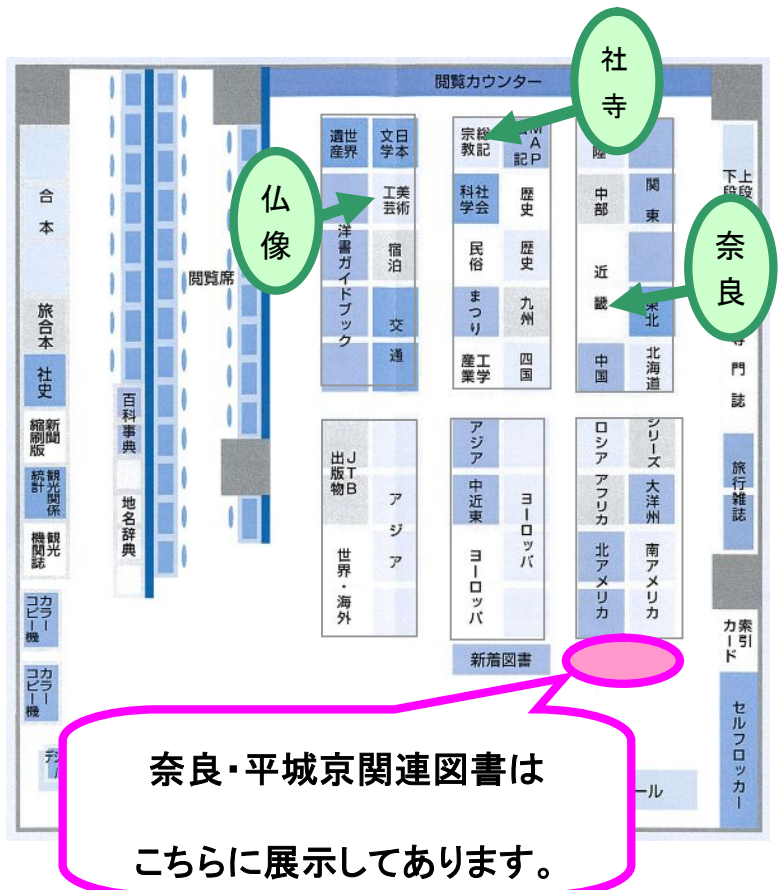 閲覧カウンター
社寺
仏像
奈良
世界遺産
日本文学
洋書ガイドブック
美術工芸
宿泊
交通
総記宗教
MAP
記
社会科学
歴史
民俗
歴史
まつり
九州
工学産業
四国
陸
中部
関東
近畿
東北
中国
北海道
上段
下段
専門誌
旅行雑誌
索引カード
セルフロッカー
合本
旅合本
社史
新聞縮刷版
観光関係統計
観光機関誌
カラーコピー機
カラーコピー機
閲覧席
百科事典
地名辞典
JTB出版物
世界・海外
アジア
アジア
中近東
ヨーロッパ
ヨーロッパ
ロシア
シリーズ
アフリカ
大洋州
北アメリカ
南アメリカ
新着図書
デジ
ール
奈良・平城京関連図書は
こちらに展示してあります。